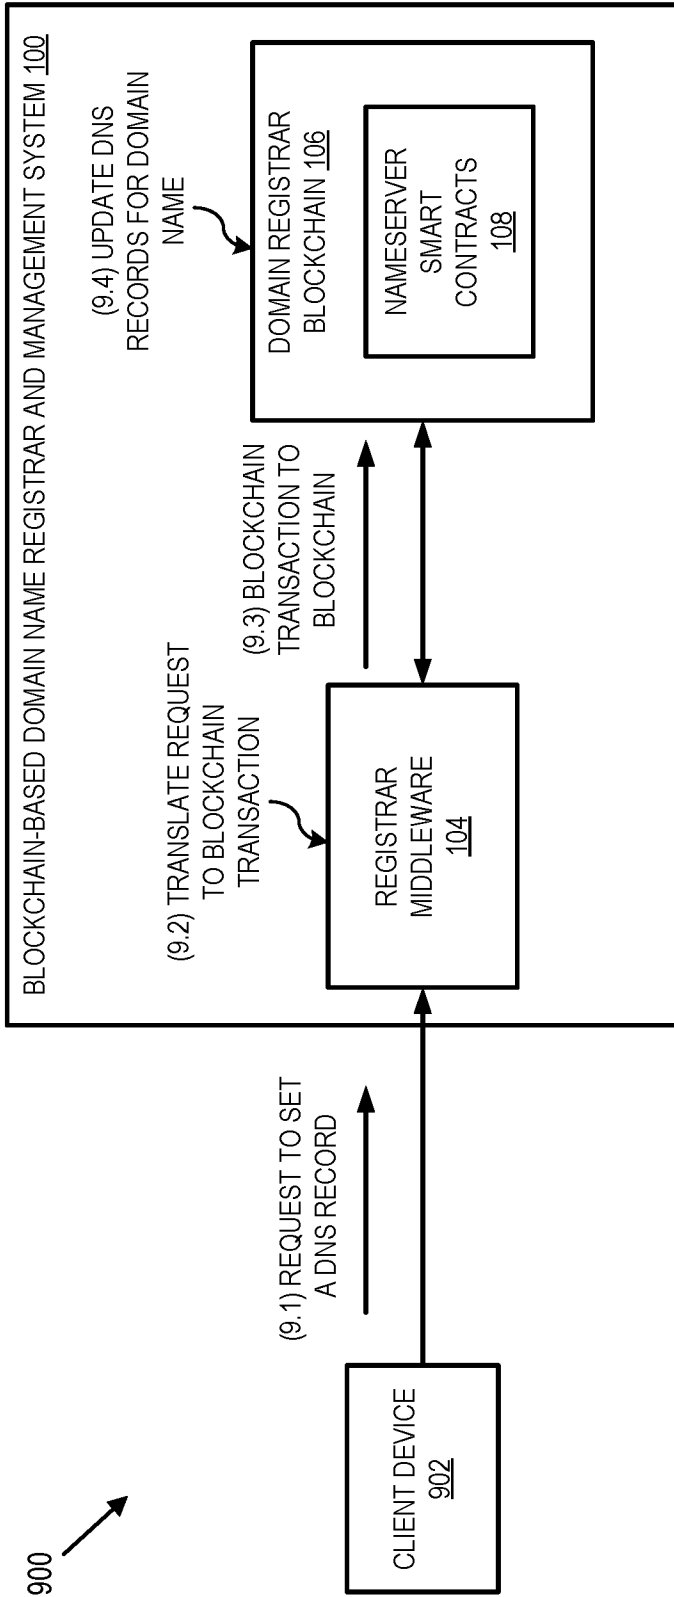 900
BLOCKCHAIN-BASED DOMAIN NAME REGISTRAR AND MANAGEMENT SYSTEM 100
CLIENT DEVICE
902
(9.1) REQUEST TO SET
A DNS RECORD
(9.2) TRANSLATE REQUEST
TO BLOCKCHAIN
TRANSACTION
REGISTRAR
MIDDLEWARE
104
(9.3) BLOCKCHAIN
TRANSACTION TO
BLOCKCHAIN
(9.4) UPDATE DNS
RECORDS FOR DOMAIN
NAME
DOMAIN REGISTRAR
BLOCKCHAIN 106
NAMESERVER
SMART
CONTRACTS
108